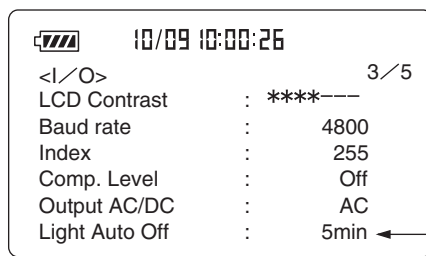 10/09 10:00:26
<I/O> 3/5
LCD Contrast : ****---
Baud rate : 4800
Index : 255
Comp. Level : Off
Output AC/DC : AC
Light Auto Off : 5min